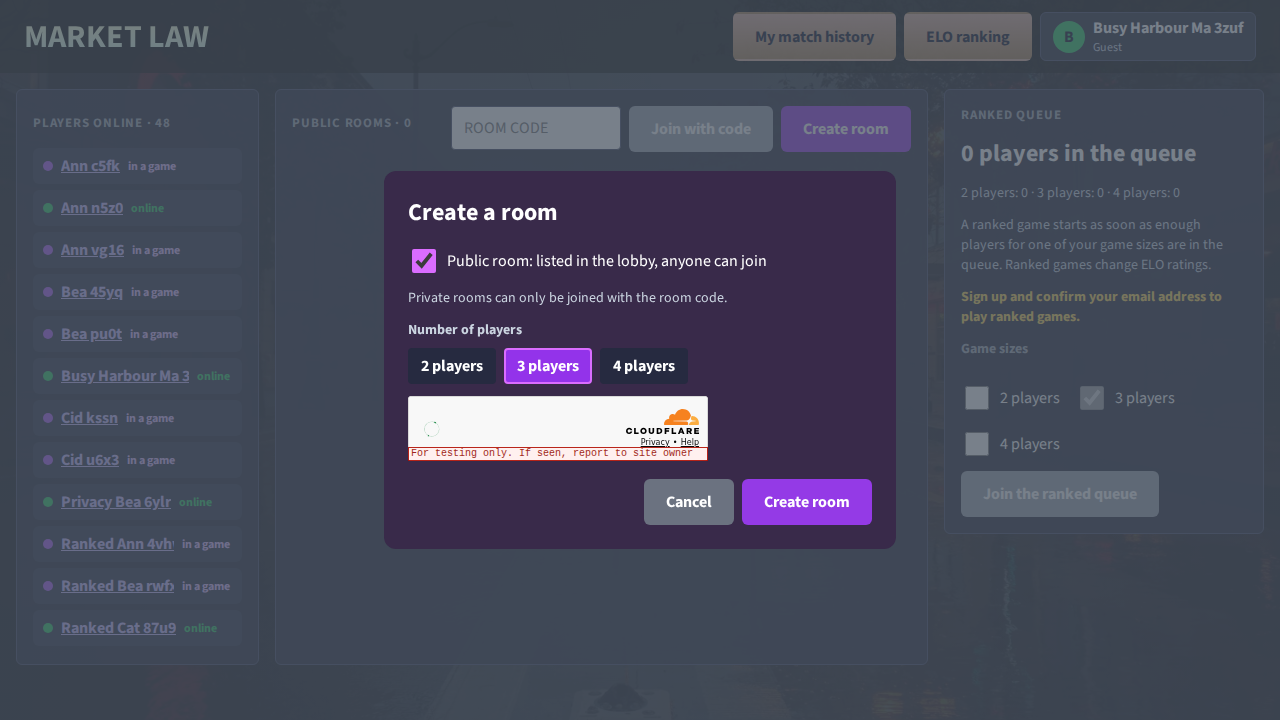 MARKET LAW
My match history
ELO ranking
B
Busy Harbour Ma 3zuf
Guest
PLAYERS ONLINE · 48
Ann c5fk in a game
Ann n5z0 online
Ann vg16 in a game
Bea 45yq in a game
Bea pu0t in a game
Busy Harbour Ma 3 online
Cid kssn in a game
Cid u6x3 in a game
Privacy Bea 6ylr online
Ranked Ann 4vh in a game
Ranked Bea rwf in a game
Ranked Cat 87u9 online
PUBLIC ROOMS · 0
ROOM CODE
Join with code
Create room
Create a room
Public room: listed in the lobby, anyone can join
Private rooms can only be joined with the room code.
Number of players
2 players
3 players
4 players
CLOUDFLARE
Privacy • Help
For testing only. If seen, report to site owner
Cancel
Create room
RANKED QUEUE
0 players in the queue
2 players: 0 · 3 players: 0 · 4 players: 0
A ranked game starts as soon as enough
players for one of your game sizes are in the
queue. Ranked games change ELO ratings.
Sign up and confirm your email address to
play ranked games.
Game sizes
2 players
3 players
4 players
Join the ranked queue